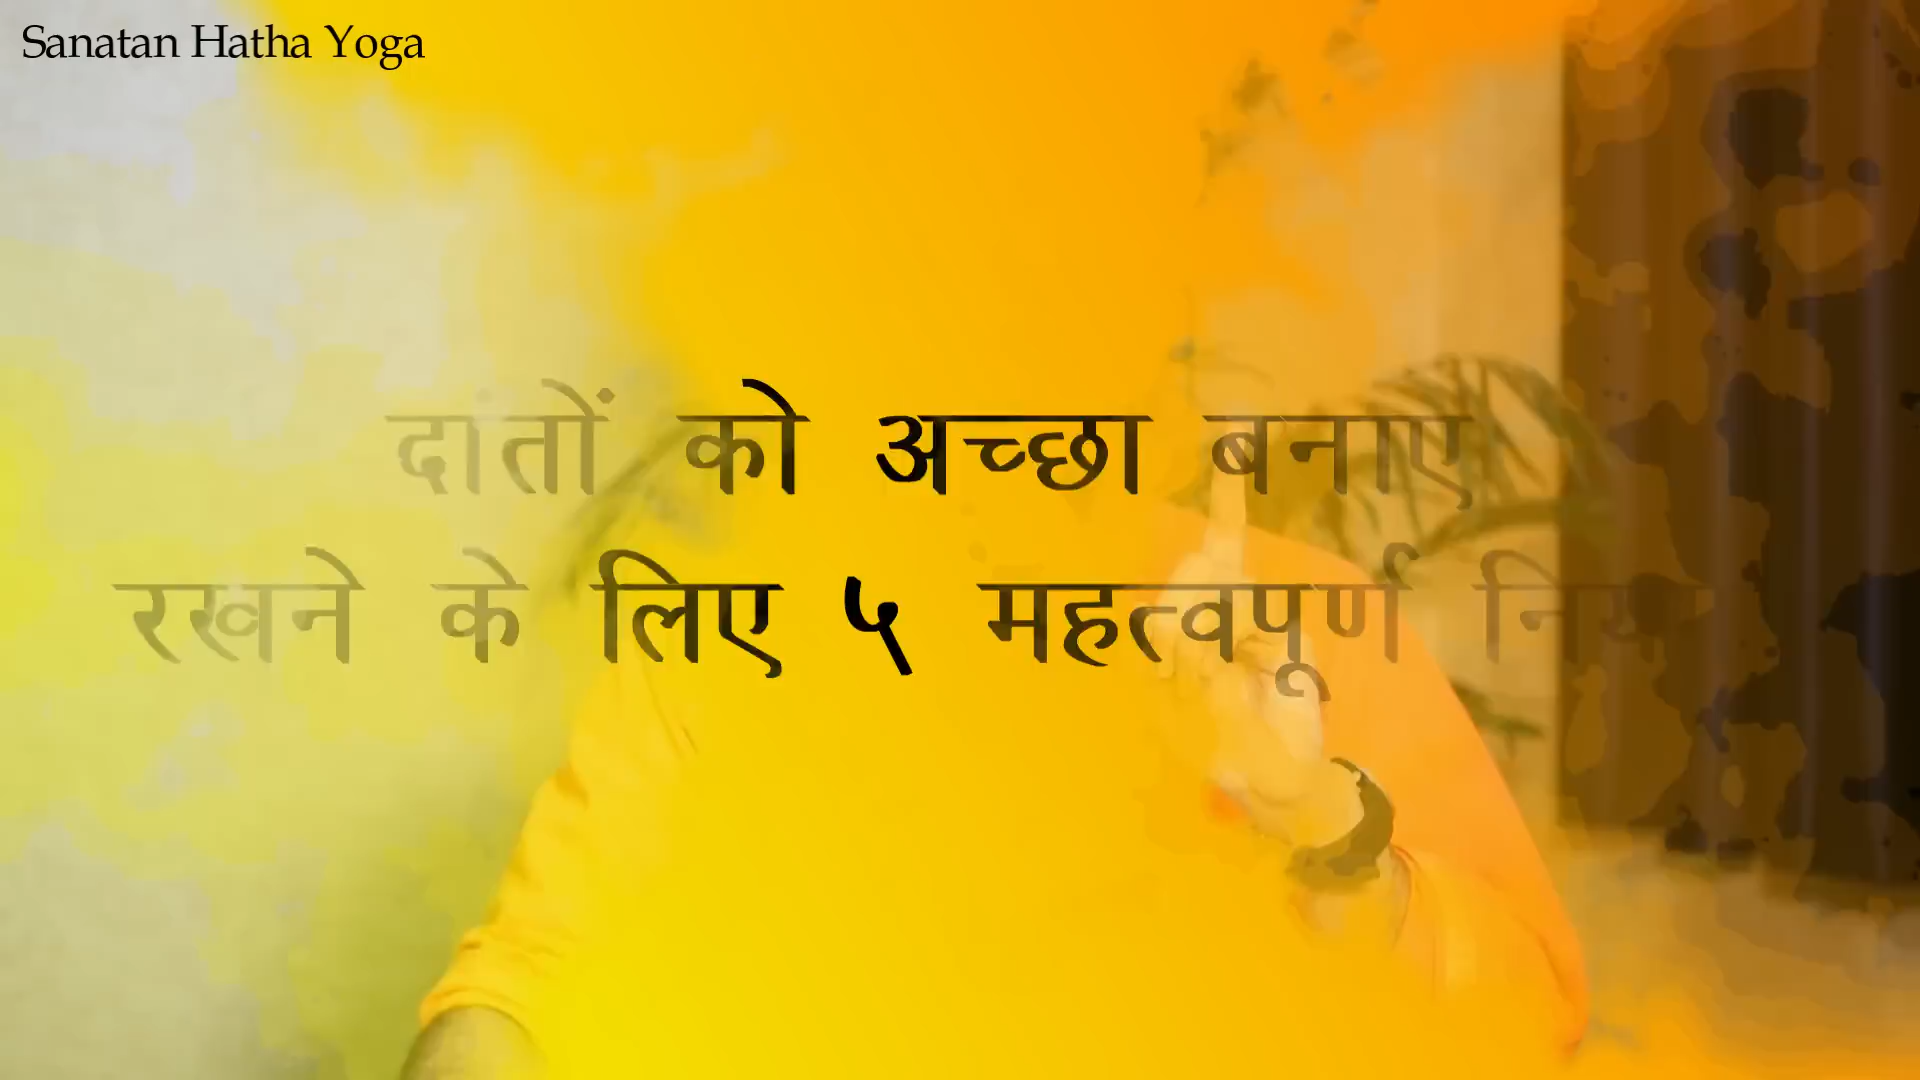 Sanatan Hatha Yoga
दांतों को अच्छा बनाए
रखने के लिए ५ महत्वपूर्ण